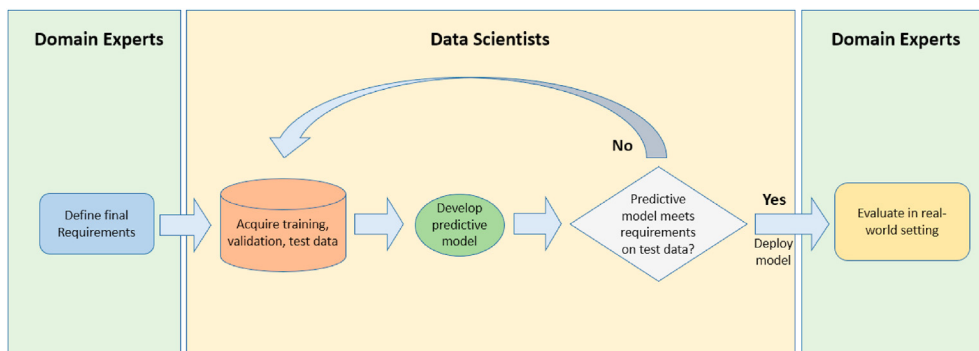 Domain Experts
Data Scientists
Domain Experts
No
Define final
Requirements
Acquire training,
validation, test data
Develop
predictive
model
Predictive
model meets
requirements
on test data?
Yes
Deploy
model
Evaluate in real-
world setting